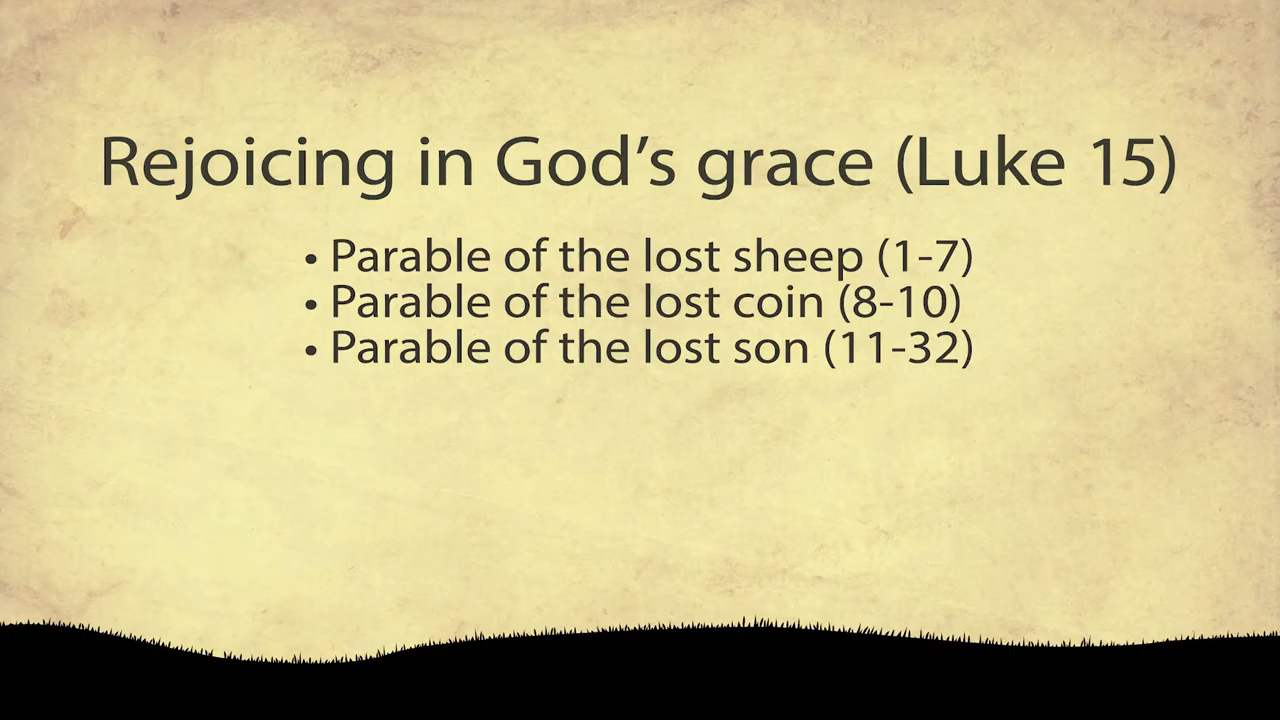 Rejoicing in God’s grace (Luke 15)
• Parable of the lost sheep (1-7)
• Parable of the lost coin (8-10)
• Parable of the lost son (11-32)